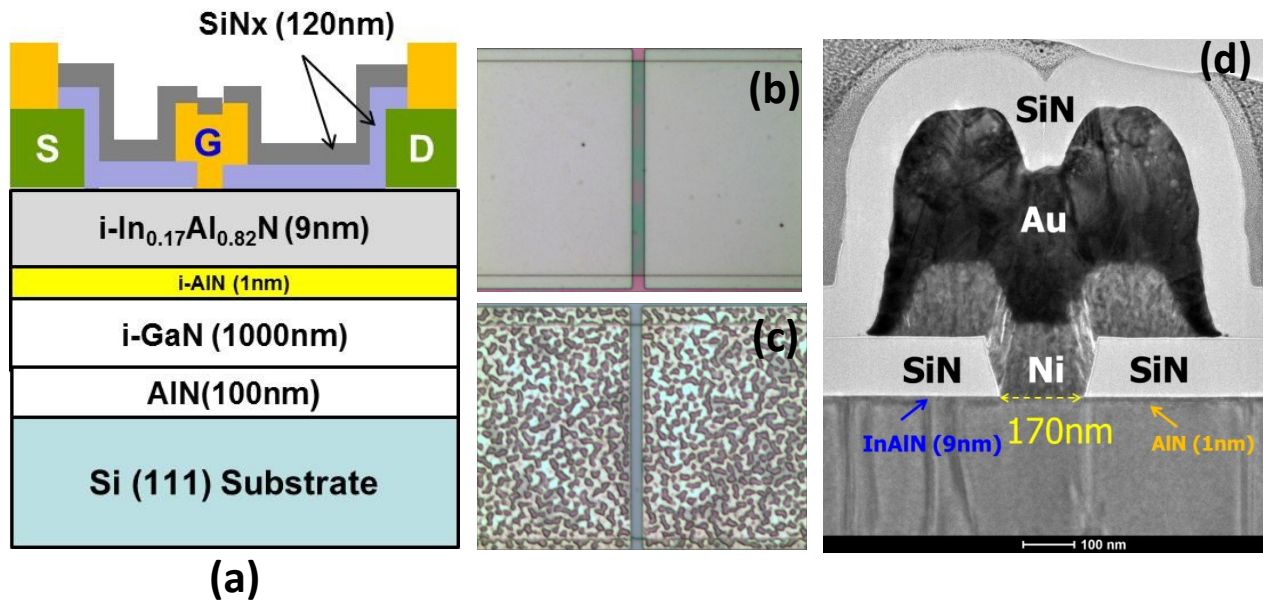 SiNx (120nm)
S
G
D
i-In0.17Al0.82N (9nm)
i-AlN (1nm)
i-GaN (1000nm)
AlN(100nm)
Si (111) Substrate
(a)
(b)
(c)
(d)
SiN
Au
SiN
Ni
SiN
170nm
InAlN (9nm)
AlN (1nm)
100 nm